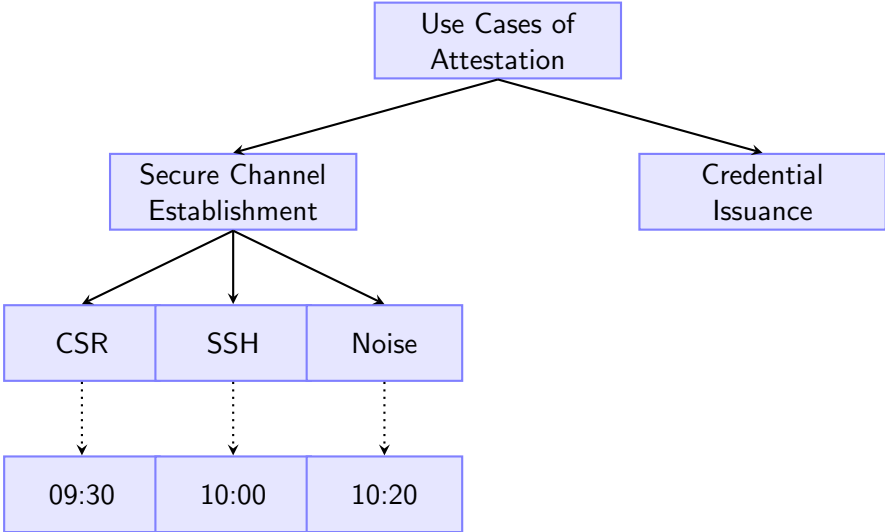 Use Cases of
Attestation
Secure Channel
Establishment
Credential
Issuance
CSR
SSH
Noise
09:30
10:00
10:20